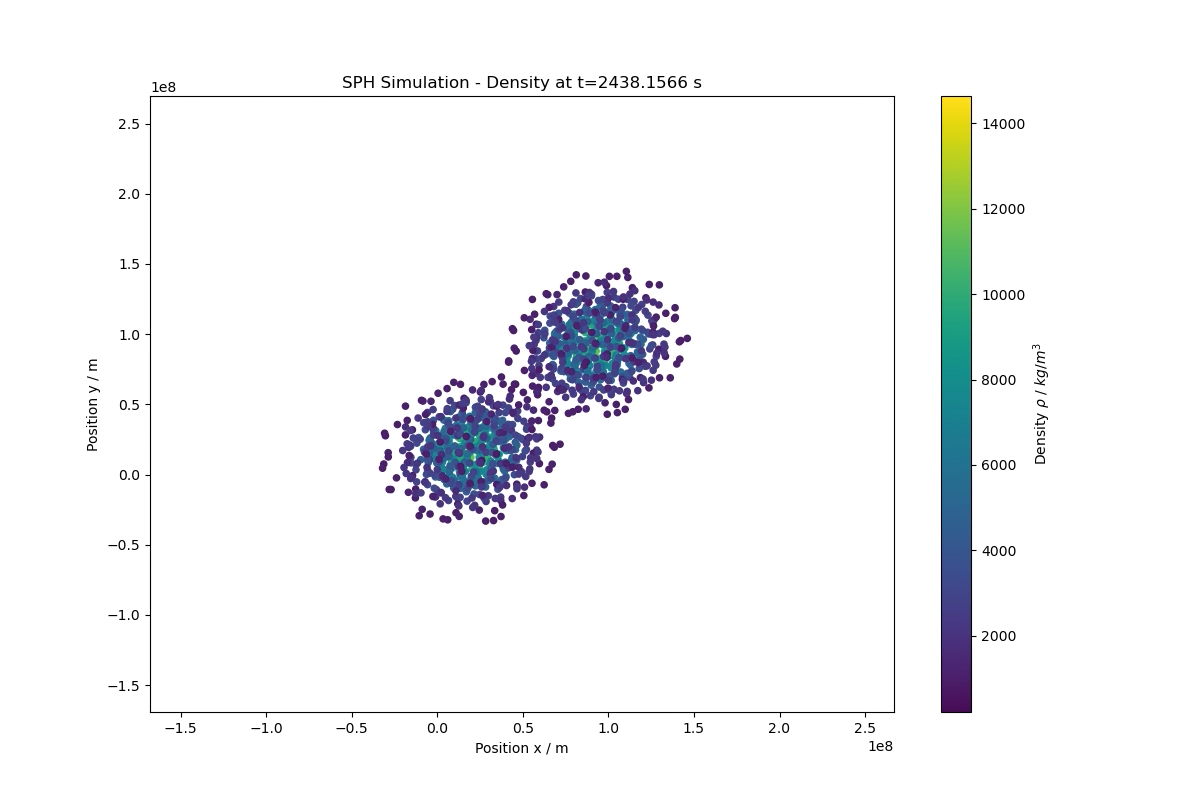 SPH Simulation - Density at t=2438.1566 s
1e8
2.5
2.0
1.5
1.0
0.5
0.0
−0.5
−1.0
−1.5
Position y / m
−1.5 −1.0 −0.5 0.0 0.5 1.0 1.5 2.0 2.5
1e8
Position x / m
14000
12000
10000
8000
6000
4000
2000
Density ρ / kg/m³